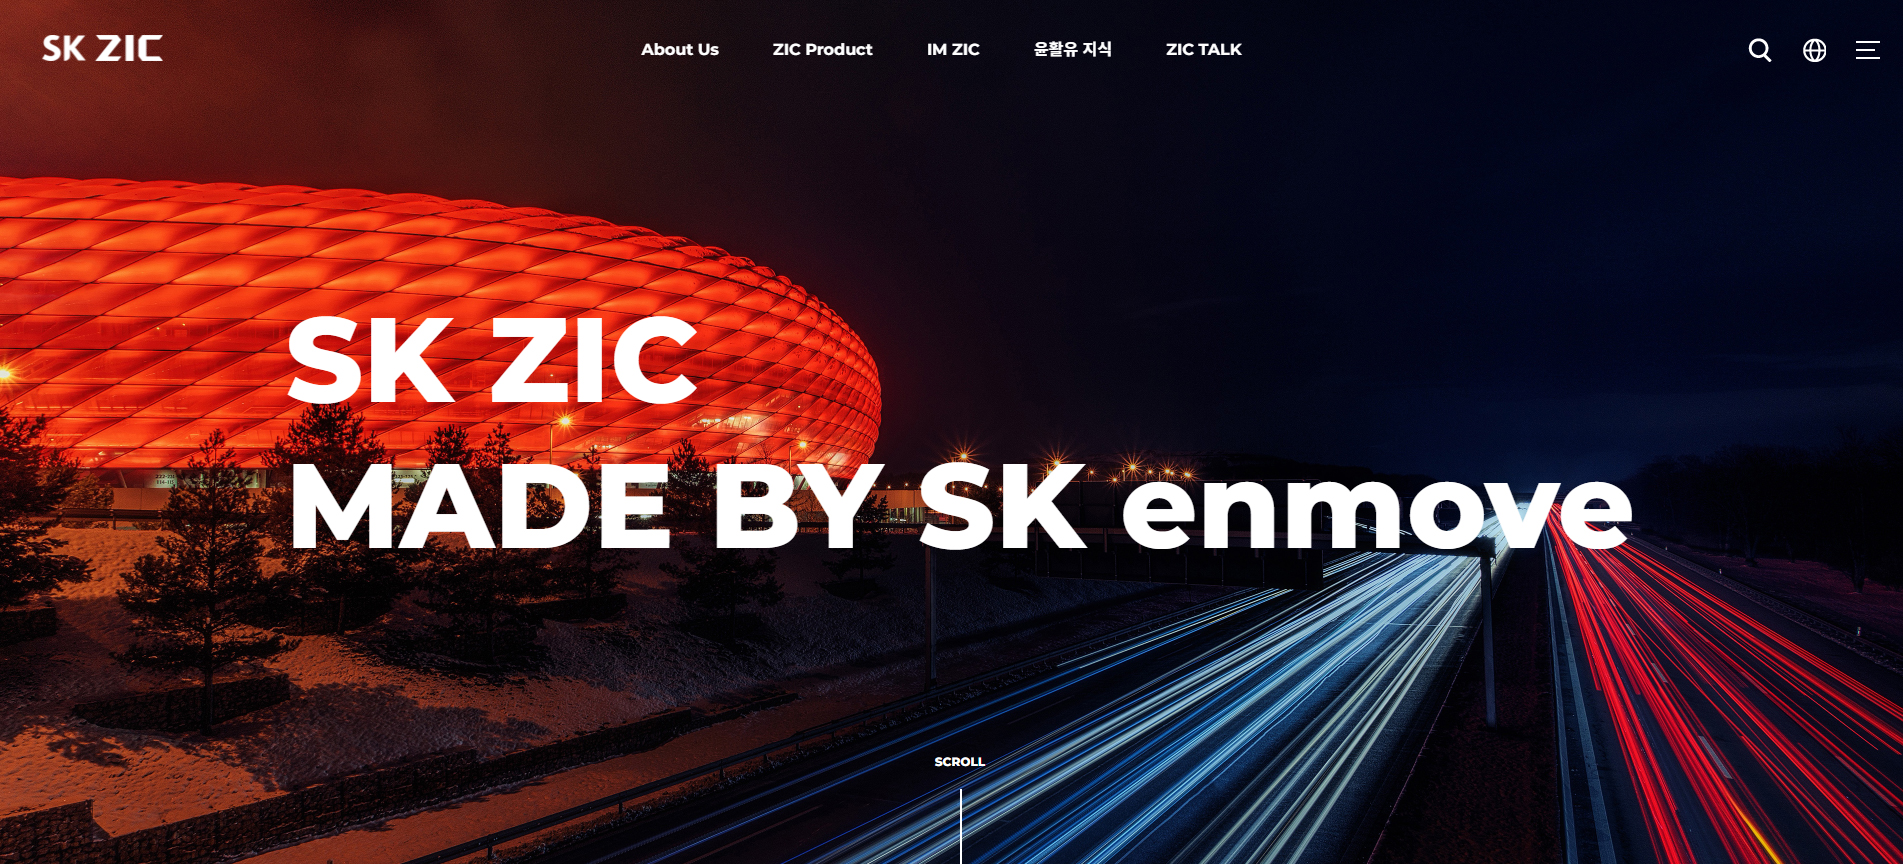 SK ZIC
About Us
ZIC Product
IM ZIC
윤활유 지식
ZIC TALK
SK ZIC
MADE BY SK enmove
SCROLL